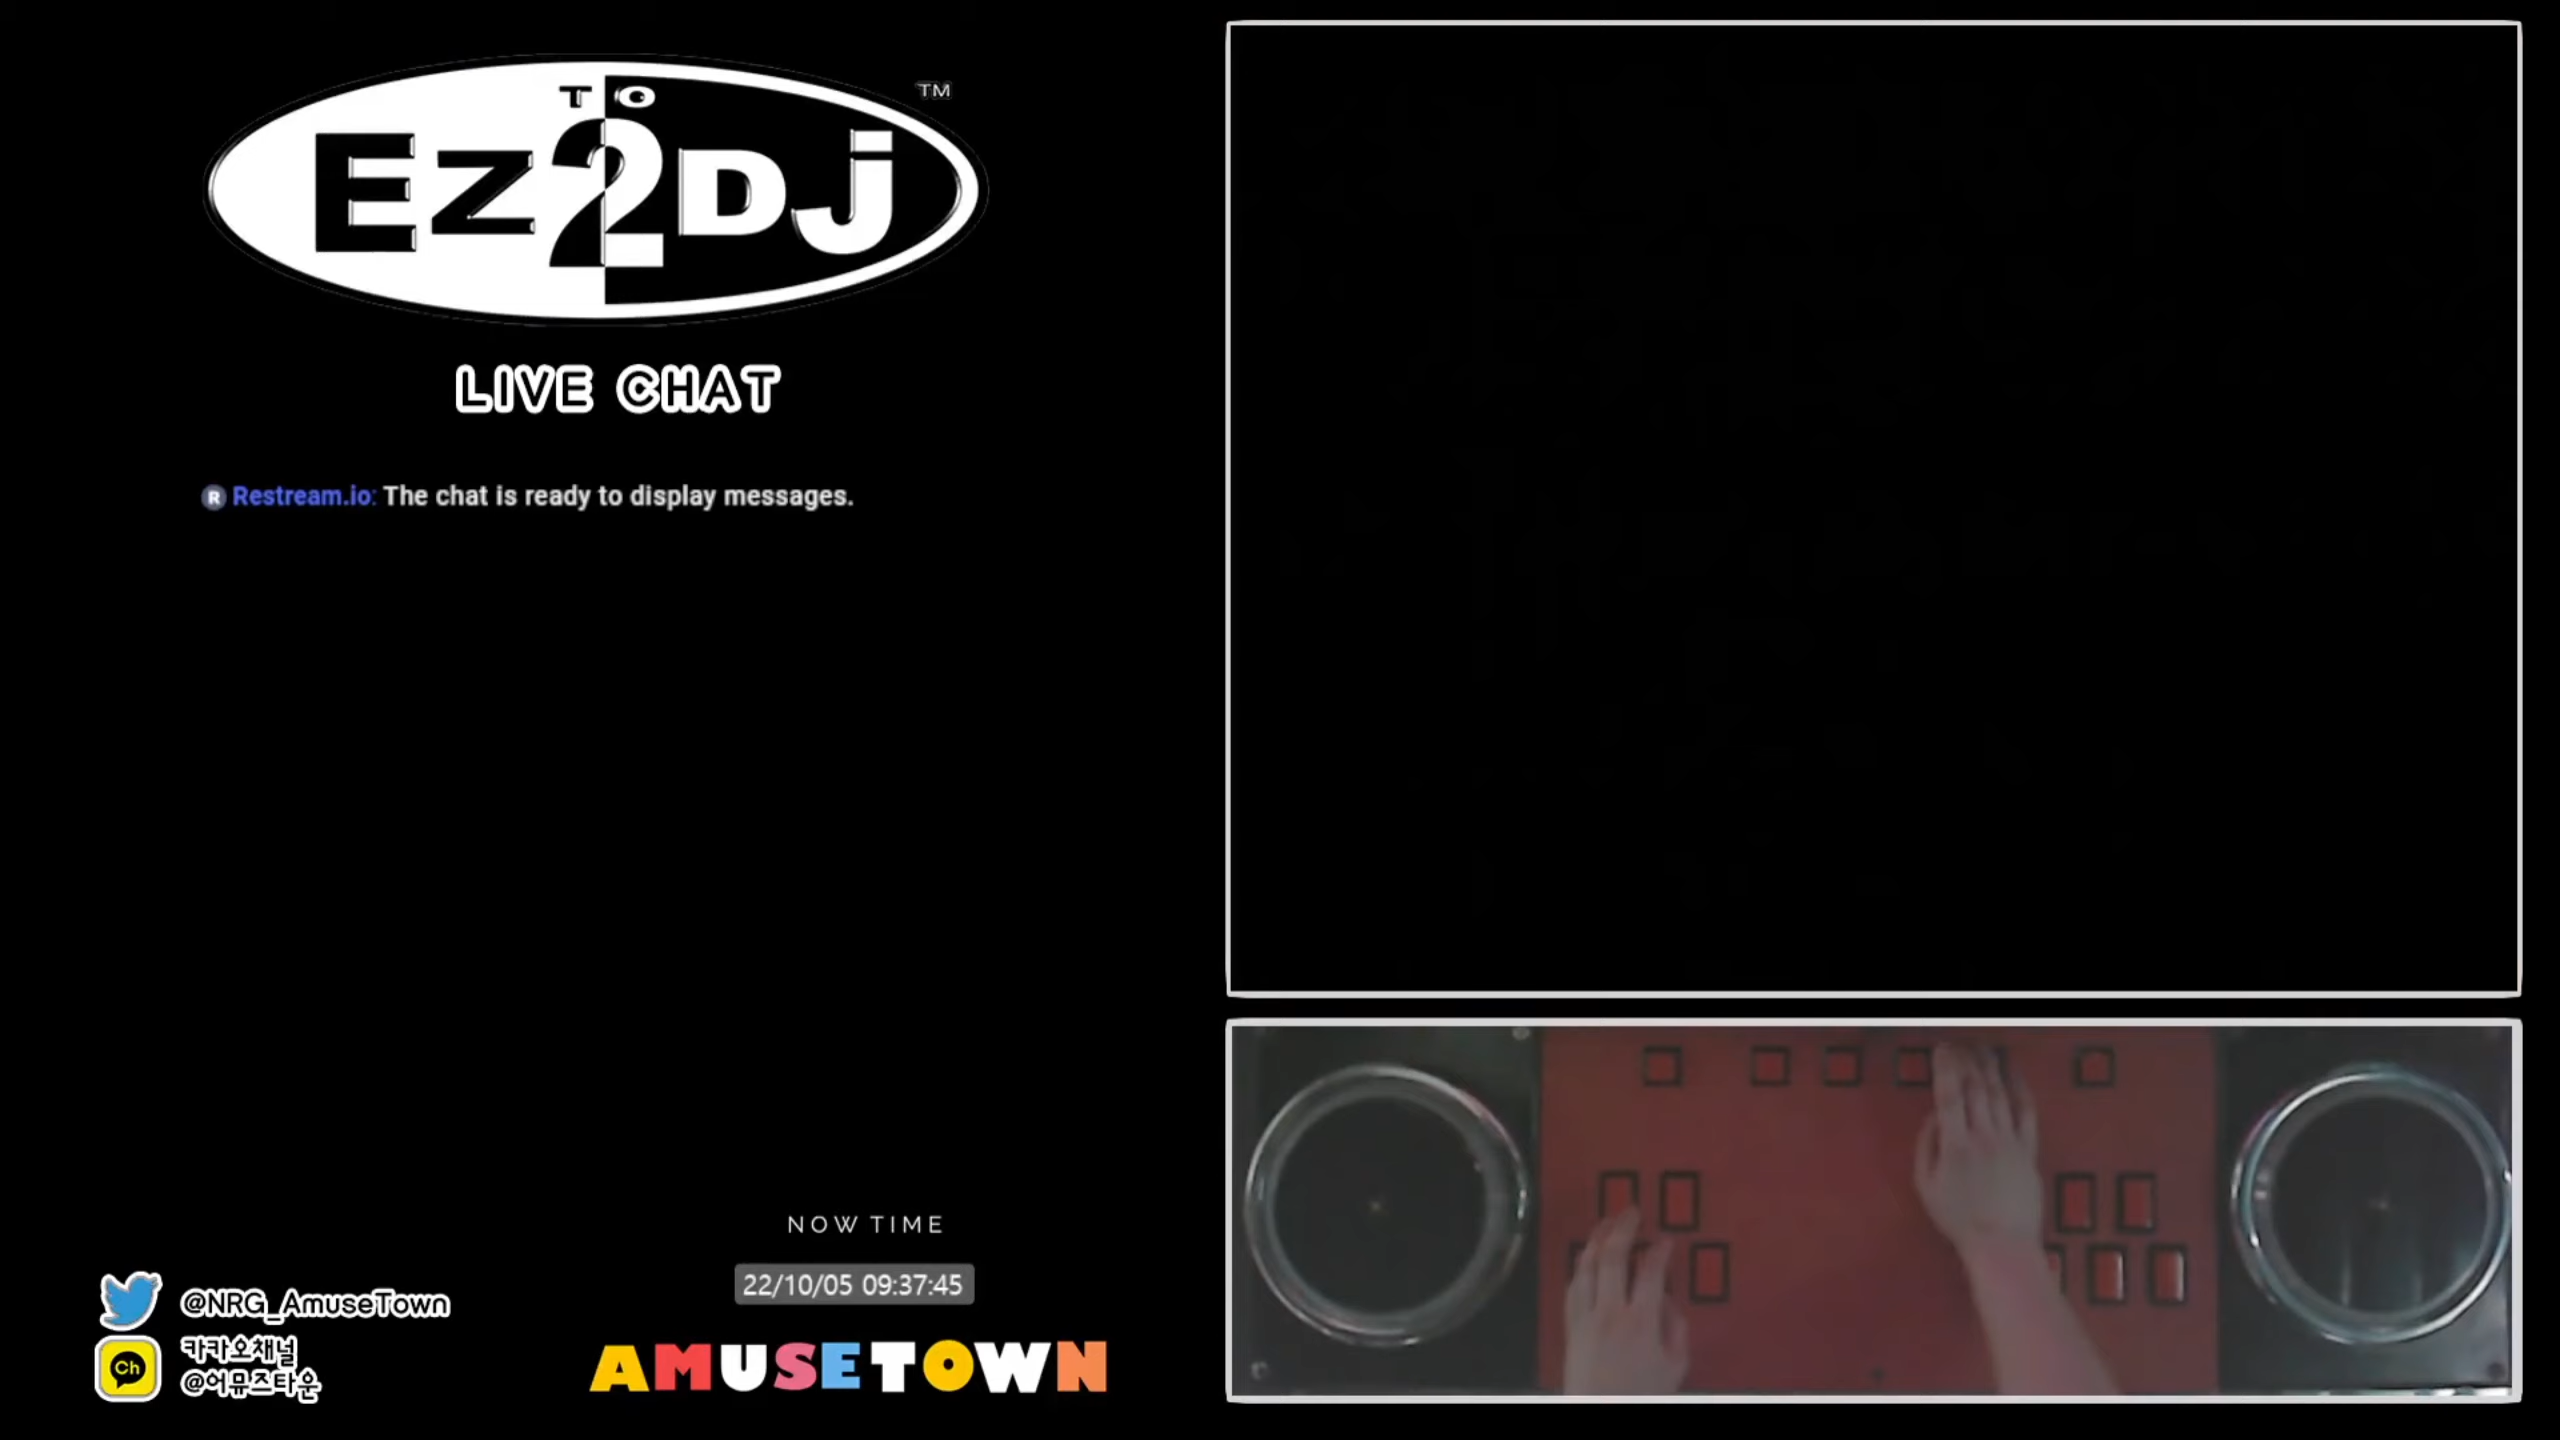 TO
Ez2Dj
TM
LIVE CHAT
R Restream.io: The chat is ready to display messages.
NOW TIME
22/10/05 09:37:45
AMUSETOWN
@NRG_AmuseTown
Ch
카카오채널
@어뮤즈타운